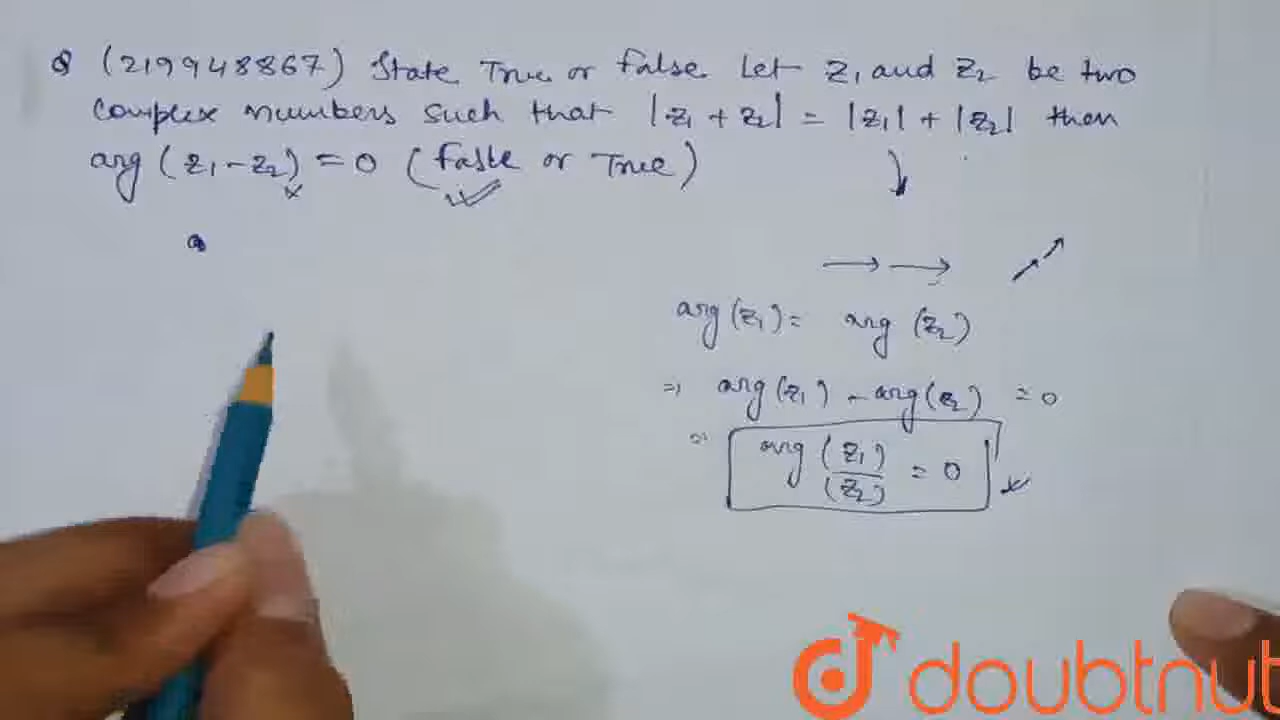 Q (219948867) State True or false Let z₁ and z₂ be two
complex numbers such that |z₁ + z₂| = |z₁| + |z₂| then
arg (z₁ - z₂) = 0 (Fasle or True)
arg (z₁) = arg (z₂)
⇒ arg (z₁) - arg (z₂) = 0
⇒ arg (z₁)/(z₂) = 0
doubtnut